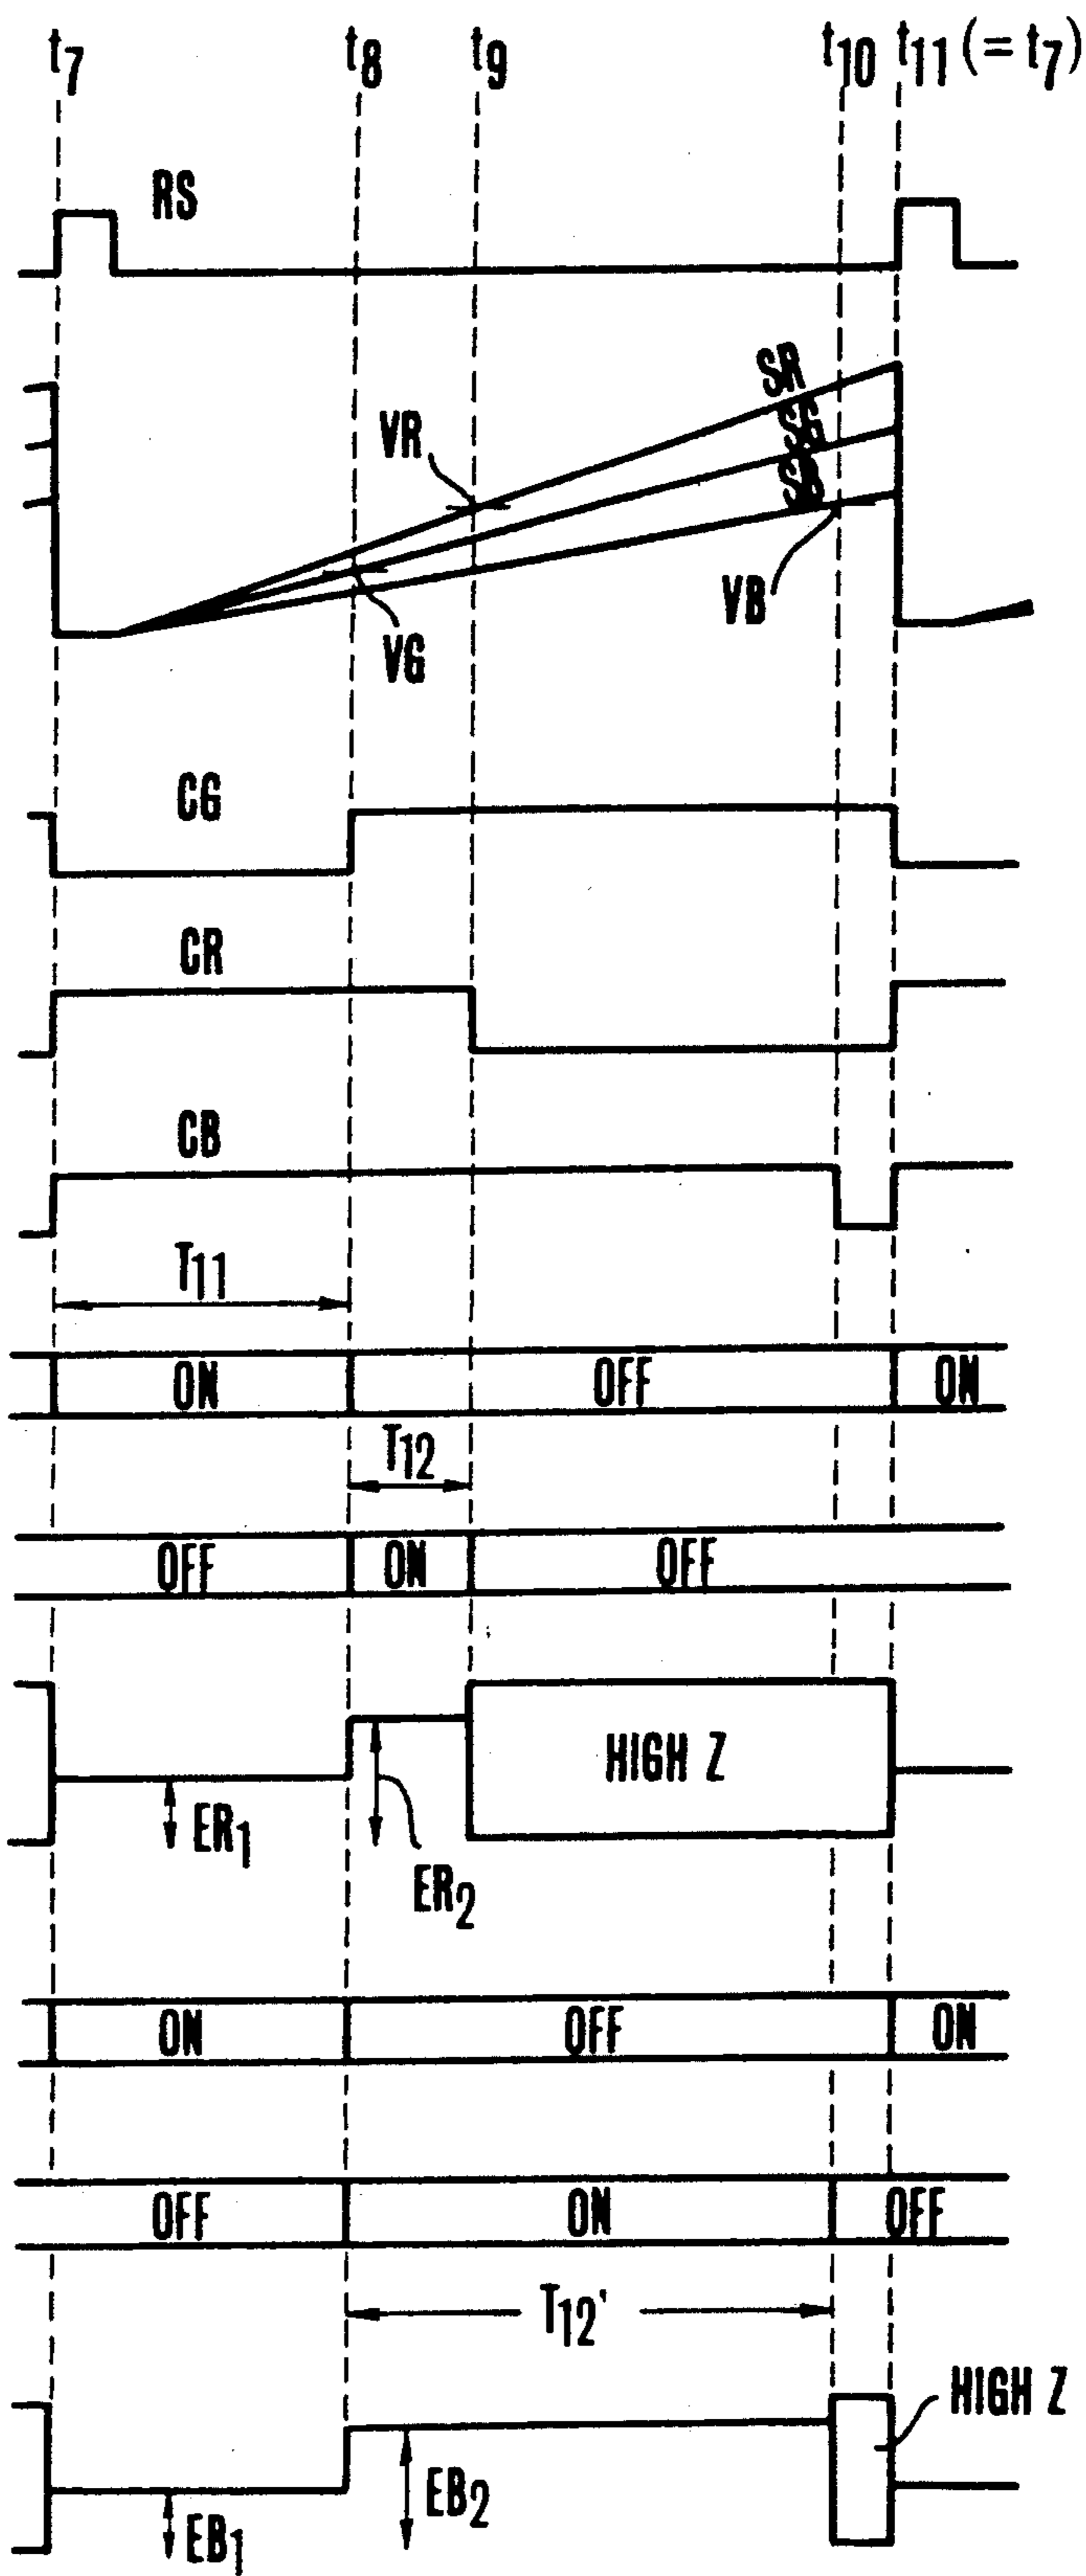 t7 t8 t9 t10 t11 (= t7)
RS
SR
SG
SB
VR
VB
VG
CG
CR
CB
T11
ON OFF ON
T12
OFF ON OFF
HIGH Z
ER1
ER2
ON OFF ON
OFF ON OFF
T12'
HIGH Z
EB2
EB1